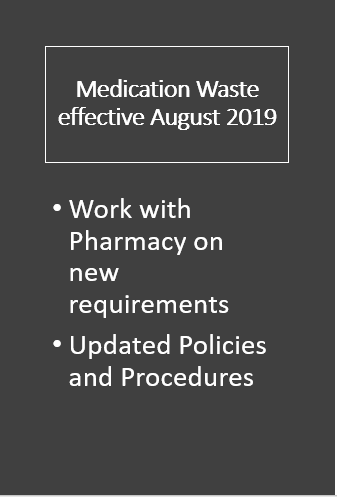 Medication Waste
effective August 2019
• Work with
Pharmacy on
new
requirements
• Updated Policies
and Procedures